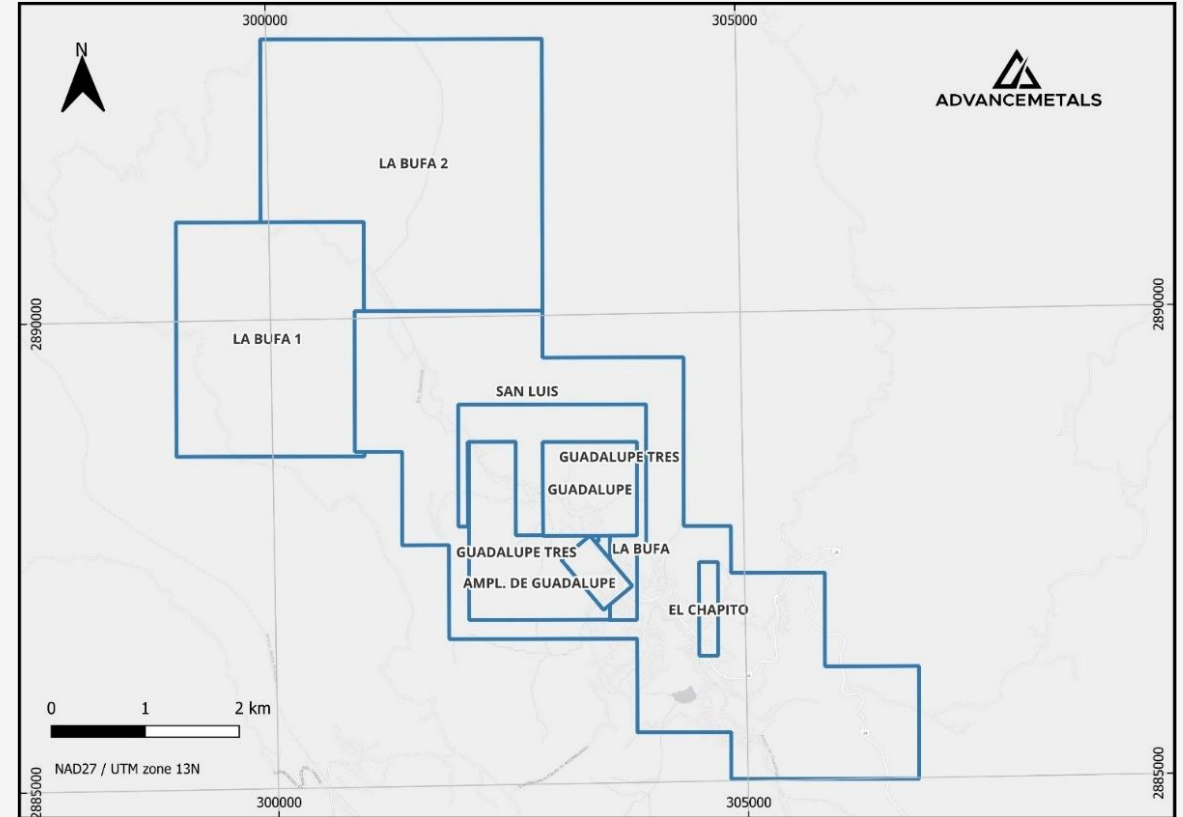 300000
305000
N
ADVANCEMETALS
LA BUFA 2
2890000
2890000
LA BUFA 1
SAN LUIS
GUADALUPE TRES
GUADALUPE
GUADALUPE TRES
LA BUFA
AMPL. DE GUADALUPE
EL CHAPITO
0 1 2 km
NAD27 / UTM zone 13N
2885000
2885000
300000
305000